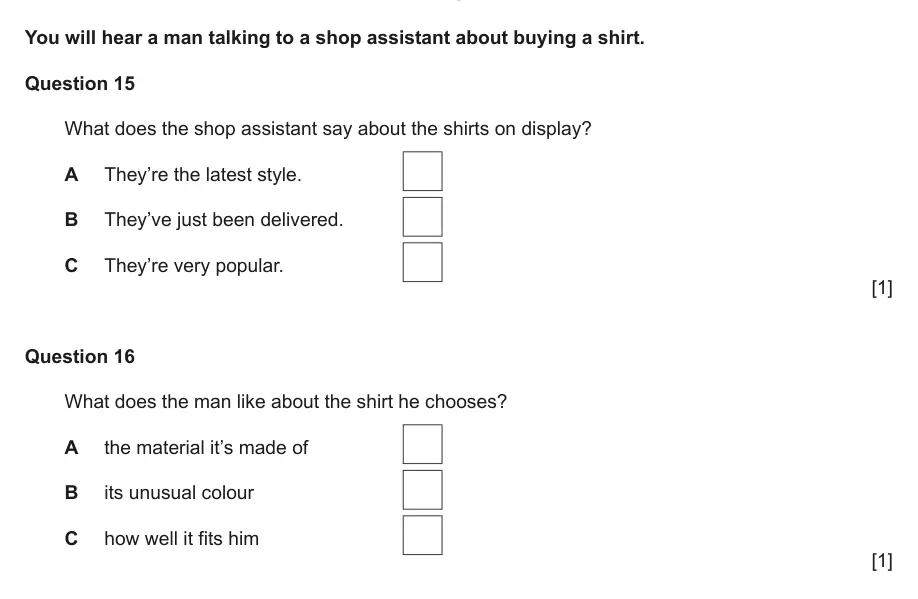 You will hear a man talking to a shop assistant about buying a shirt.
Question 15
What does the shop assistant say about the shirts on display?
A They’re the latest style.
B They’ve just been delivered.
C They’re very popular.
[1]
Question 16
What does the man like about the shirt he chooses?
A the material it’s made of
B its unusual colour
C how well it fits him
[1]